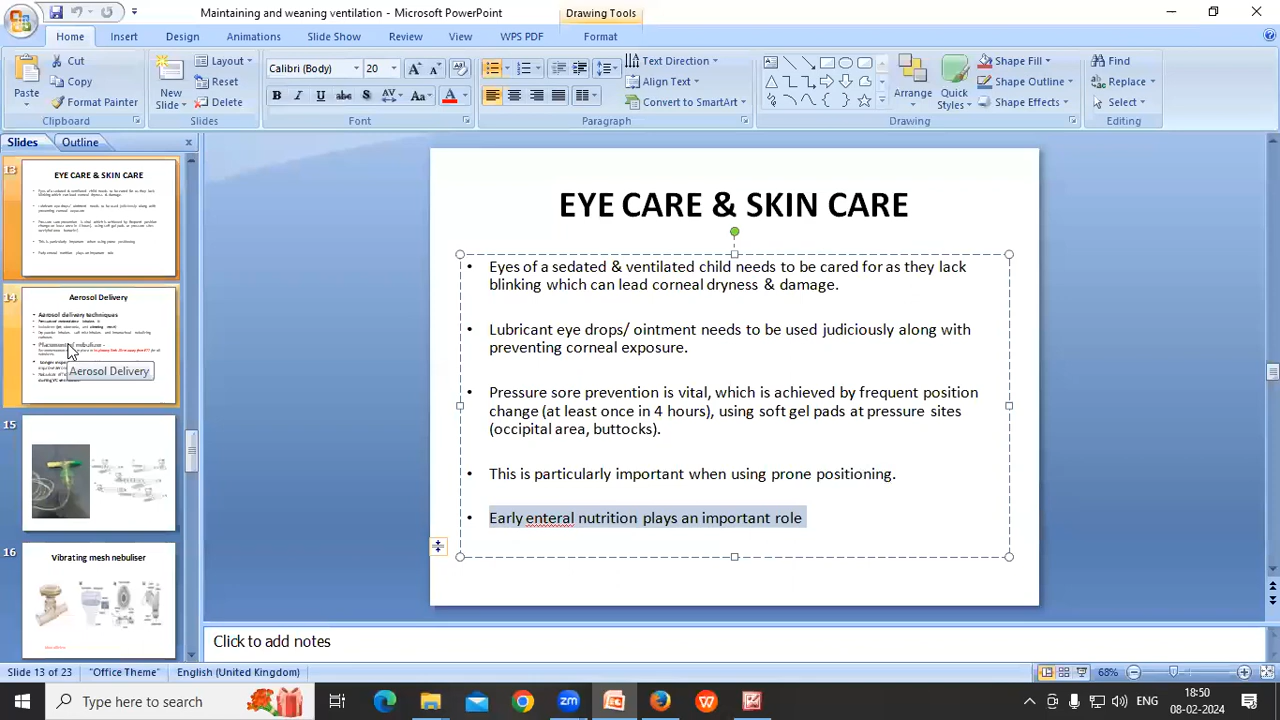 Maintaining and weaning ventilation - Microsoft PowerPoint
Drawing Tools
Home Insert Design Animations Slide Show Review View WPS PDF Format
Cut
Copy
Format Painter
Paste
Clipboard
New
Slide
Layout
Reset
Delete
Slides
Calibri (Body) 20
B I U abc S AV Aa A
Font
Text Direction
Align Text
Convert to SmartArt
Paragraph
Arrange
Quick
Styles
Shape Fill
Shape Outline
Shape Effects
Drawing
Find
Replace
Select
Editing
Slides Outline
13
EYE CARE & SKIN CARE
14
Aerosol Delivery
Aerosol delivery techniques
Aerosol Delivery
15
16
Vibrating mesh nebuliser
EYE CARE & SKIN CARE
• Eyes of a sedated & ventilated child needs to be cared for as they lack
blinking which can lead corneal dryness & damage.
• Lubricant eye drops/ ointment needs to be used judiciously along with
preventing corneal exposure.
• Pressure sore prevention is vital, which is achieved by frequent position
change (at least once in 4 hours), using soft gel pads at pressure sites
(occipital area, buttocks).
• This is particularly important when using prone positioning.
• Early enteral nutrition plays an important role
Click to add notes
Slide 13 of 23 "Office Theme" English (United Kingdom) 68%
Type here to search
zm
W
ENG
18:50
08-02-2024